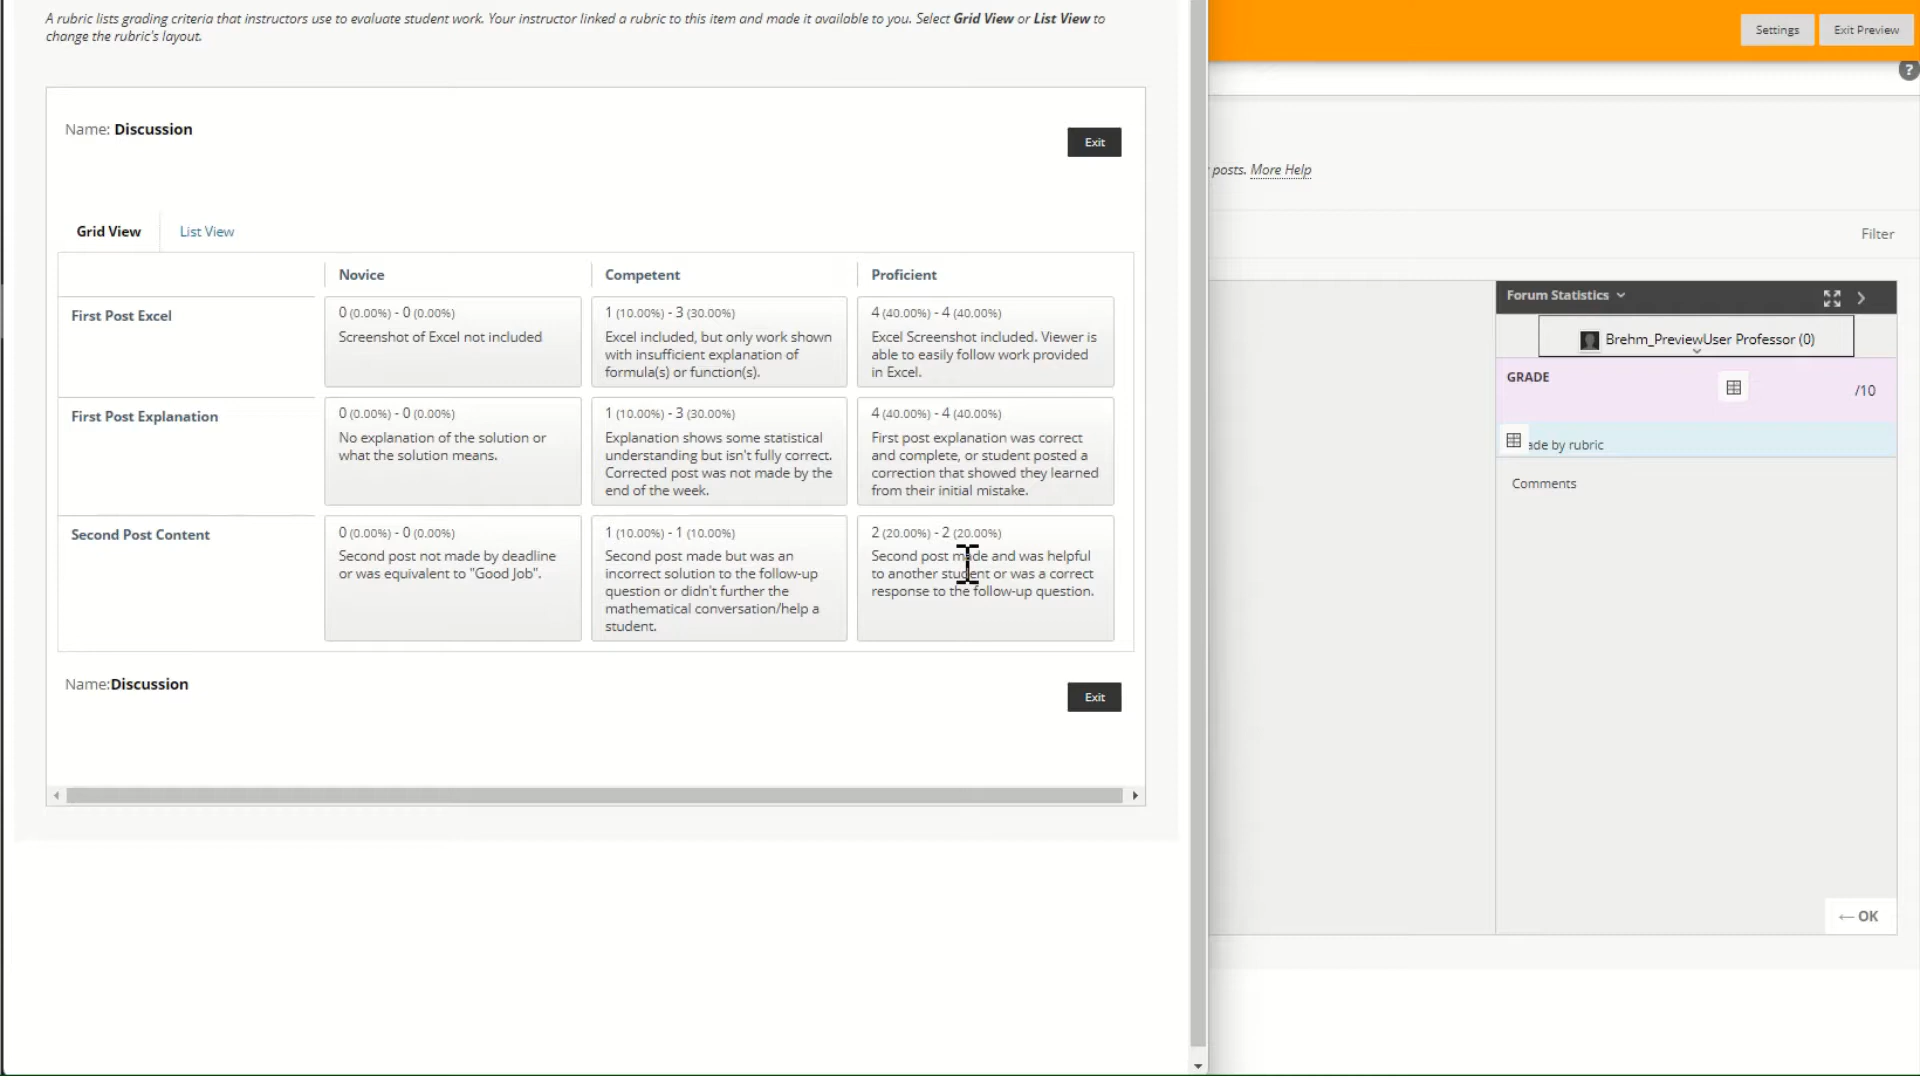 A rubric lists grading criteria that instructors use to evaluate student work. Your instructor linked a rubric to this item and made it available to you. Select Grid View or List View to
change the rubric's layout.
Settings
Exit Preview
?
Name: Discussion
Exit
posts. More Help
Grid View
List View
Filter
Novice
Competent
Proficient
First Post Excel
0 (0.00%) - 0 (0.00%)
Screenshot of Excel not included
1 (10.00%) - 3 (30.00%)
Excel included, but only work shown
with insufficient explanation of
formula(s) or function(s).
4 (40.00%) - 4 (40.00%)
Excel Screenshot included. Viewer is
able to easily follow work provided
in Excel.
First Post Explanation
0 (0.00%) - 0 (0.00%)
No explanation of the solution or
what the solution means.
1 (10.00%) - 3 (30.00%)
Explanation shows some statistical
understanding but isn't fully correct.
Corrected post was not made by the
end of the week.
4 (40.00%) - 4 (40.00%)
First post explanation was correct
and complete, or student posted a
correction that showed they learned
from their initial mistake.
Second Post Content
0 (0.00%) - 0 (0.00%)
Second post not made by deadline
or was equivalent to "Good Job".
1 (10.00%) - 1 (10.00%)
Second post made but was an
incorrect solution to the follow-up
question or didn't further the
mathematical conversation/help a
student.
2 (20.00%) - 2 (20.00%)
Second post made and was helpful
to another student or was a correct
response to the follow-up question.
Name:Discussion
Exit
Forum Statistics
Brehm_PreviewUser Professor (0)
GRADE
/10
ade by rubric
Comments
OK